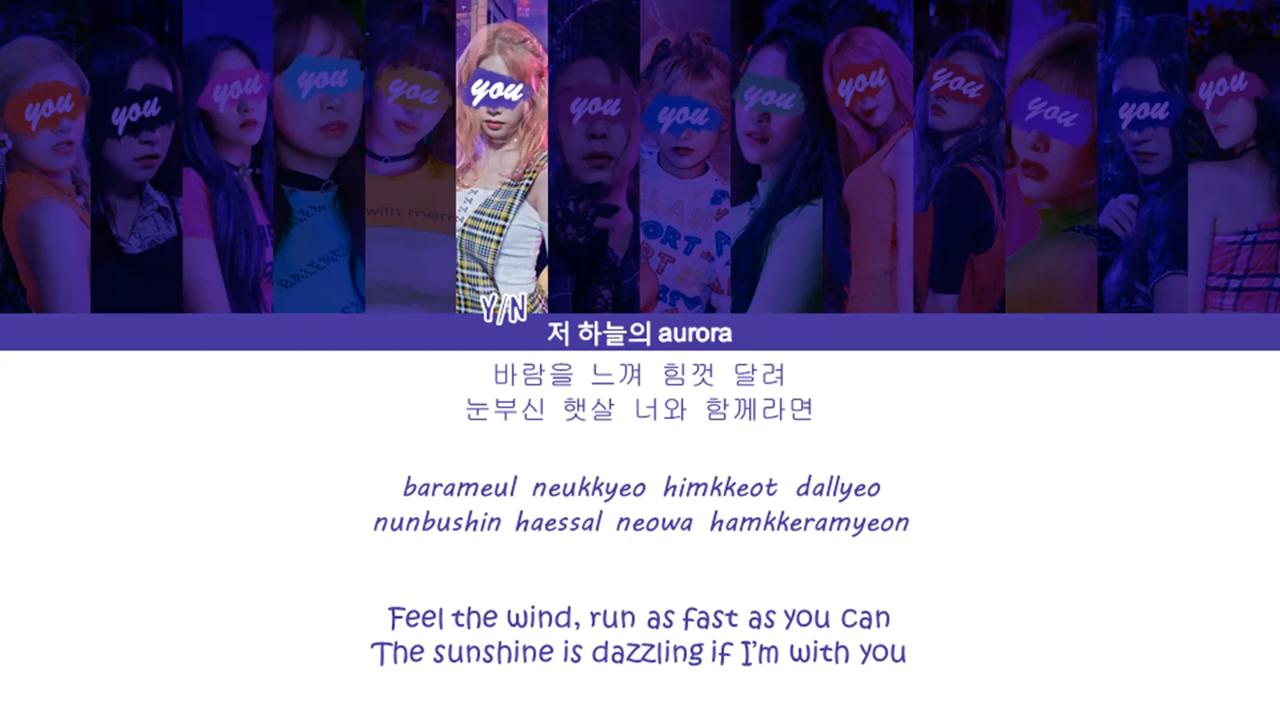 you you you you you you you you you you you you you you
with merr
Y/N
저 하늘의 aurora
바람을 느껴 힘껏 달려
눈부신 햇살 너와 함께라면
barameul neukkyeo himkkeot dallyeo
nunbushin haessal neowa hamkkeramyeon
Feel the wind, run as fast as you can
The sunshine is dazzling if I'm with you